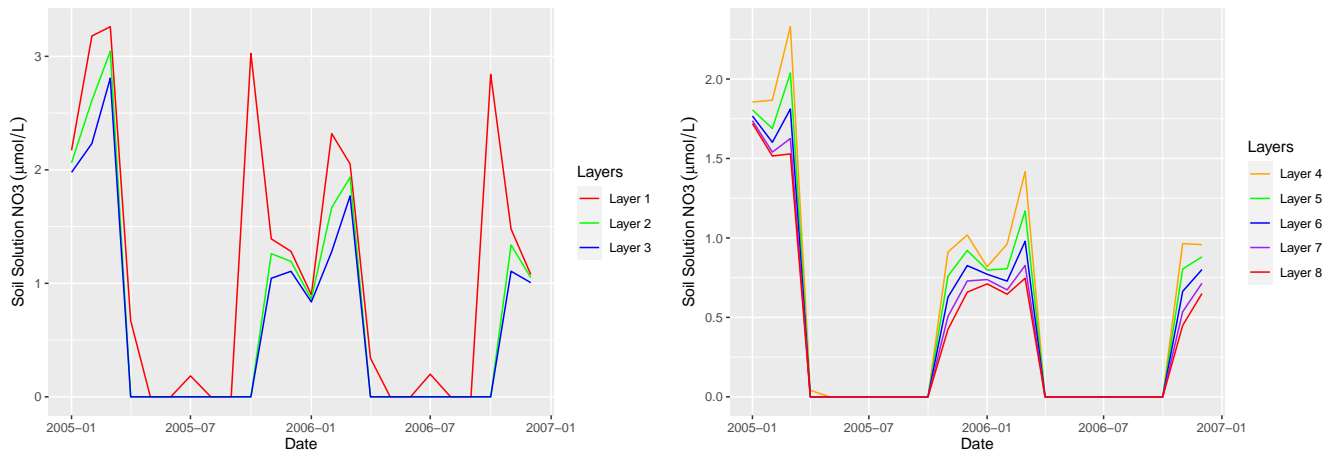 Soil Solution NO3 (μmol/L)
3
2
1
0
2005−01
2005−07
2006−01
2006−07
2007−01
Date
Layers
Layer 1
Layer 2
Layer 3
Soil Solution NO3 (μmol/L)
2.0
1.5
1.0
0.5
0.0
2005−01
2005−07
2006−01
2006−07
2007−01
Date
Layers
Layer 4
Layer 5
Layer 6
Layer 7
Layer 8